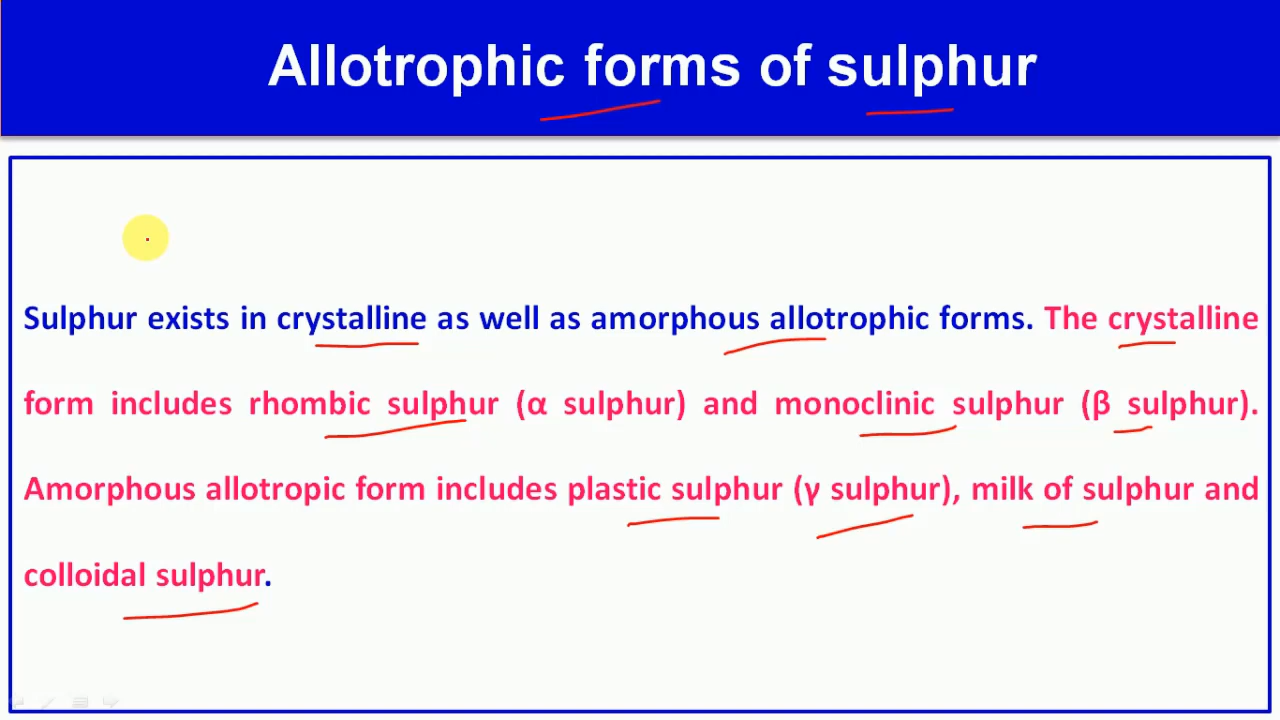 Allotrophic forms of sulphur
Sulphur exists in crystalline as well as amorphous allotrophic forms. The crystalline
form includes rhombic sulphur (α sulphur) and monoclinic sulphur (β sulphur).
Amorphous allotropic form includes plastic sulphur (γ sulphur), milk of sulphur and
colloidal sulphur.